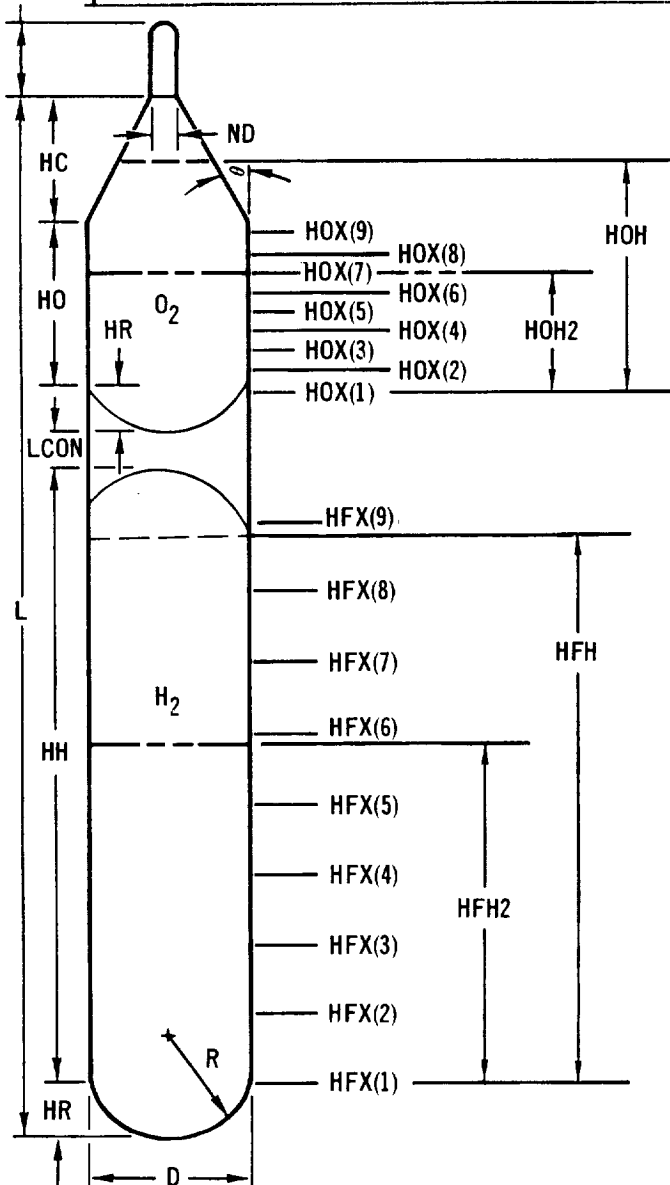 ND
HC
θ
HOX(9)
HOH
HOX(8)
HO
HOX(7)
O₂
HOX(6)
HOX(5)
HOX(4)
HOH2
HR
HOX(3)
HOX(2)
HOX(1)
LCON
HFX(9)
HFX(8)
L
HFH
HFX(7)
H₂
HFX(6)
HH
HFX(5)
HFX(4)
HFH2
HFX(3)
HFX(2)
R
HFX(1)
HR
D